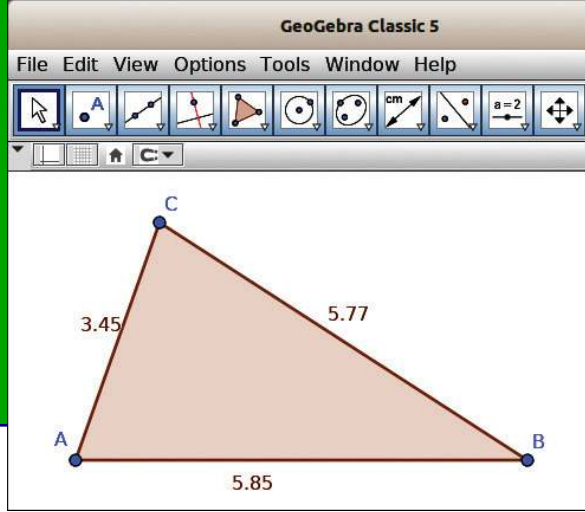 GeoGebra Classic 5
File Edit View Options Tools Window Help
A
cm
a=2
C
3.45
5.77
A
B
5.85